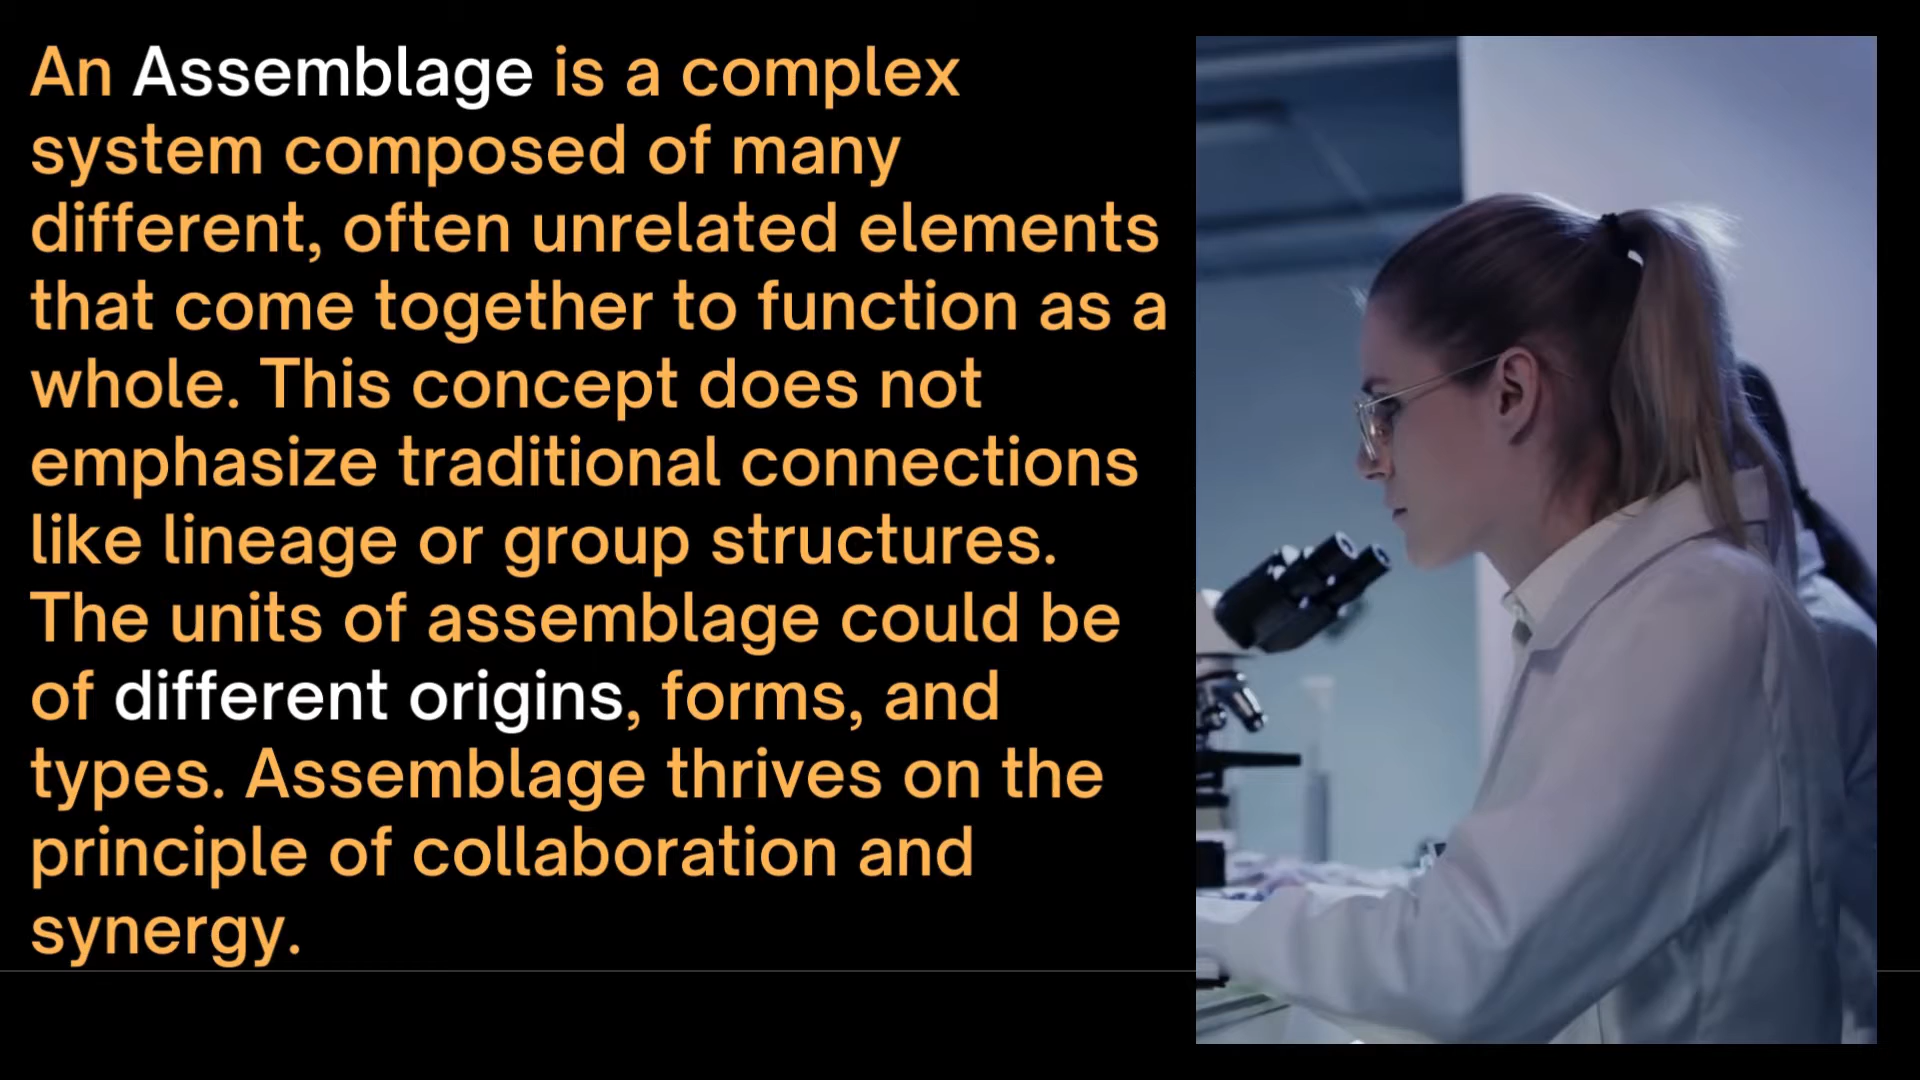 An Assemblage is a complex
system composed of many
different, often unrelated elements
that come together to function as a
whole. This concept does not
emphasize traditional connections
like lineage or group structures.
The units of assemblage could be
of different origins, forms, and
types. Assemblage thrives on the
principle of collaboration and
synergy.